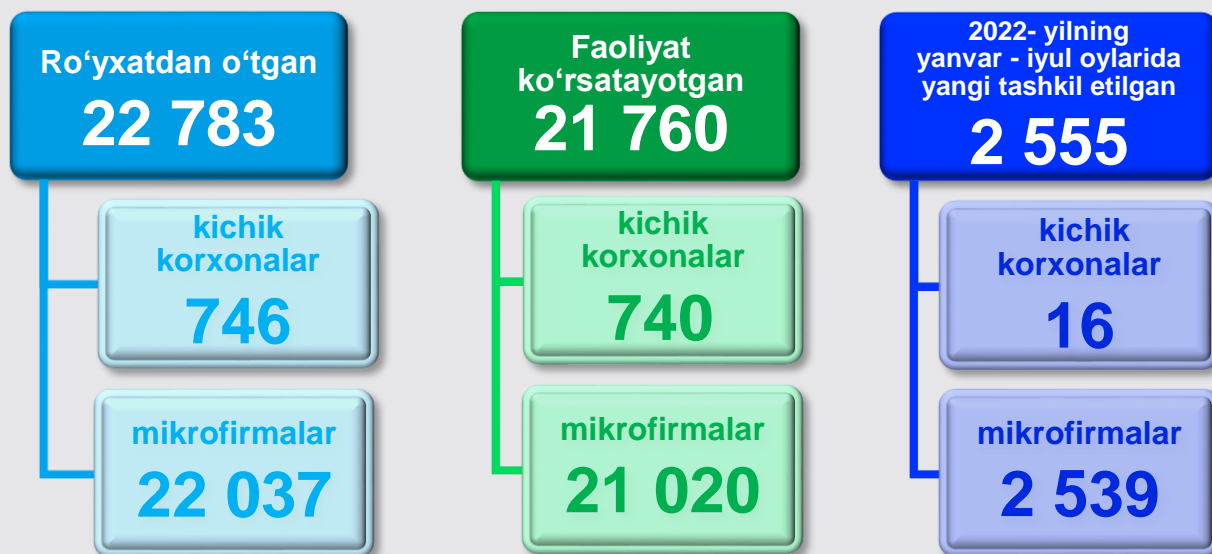 Ro‘yxatdan o‘tgan
22 783
kichik
korxonalar
746
mikrofirmalar
22 037
Faoliyat
ko‘rsatayotgan
21 760
kichik
korxonalar
740
mikrofirmalar
21 020
2022- yilning
yanvar - iyul oylarida
yangi tashkil etilgan
2 555
kichik
korxonalar
16
mikrofirmalar
2 539